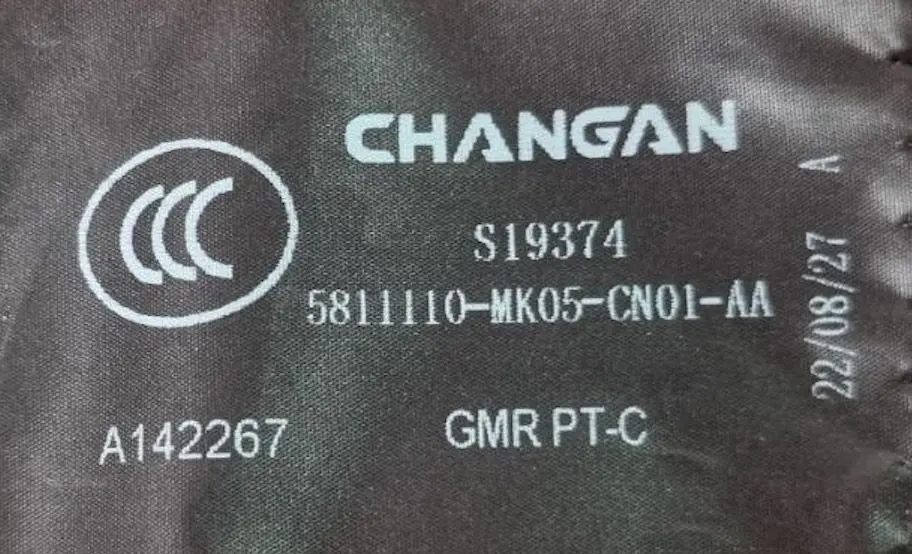 CHANGAN
CCC
S19374
5811110-MK05-CN01-AA
A142267
GMR PT-C
22/08/27 A